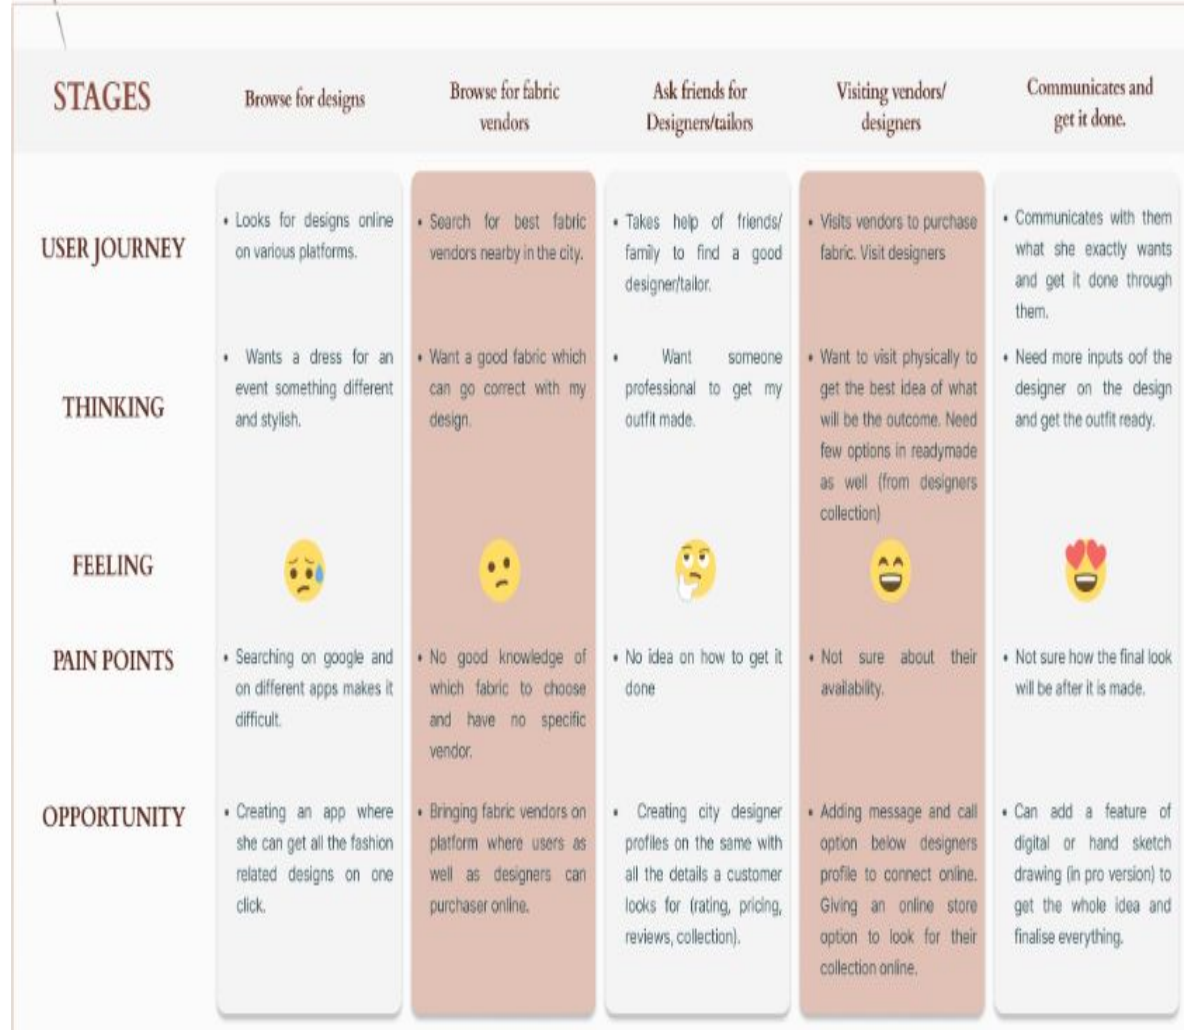 STAGES
Browse for designs
Browse for fabric
vendors
Ask friends for
Designers/tailors
Visiting vendors/
designers
Communicates and
get it done.
USER JOURNEY
• Looks for designs online
on various platforms.
• Search for best fabric
vendors nearby in the city.
• Takes help of friends/
family to find a good
designer/tailor.
• Visits vendors to purchase
fabric. Visit designers
• Communicates with them
what she exactly wants
and get it done through
them.
THINKING
• Wants a dress for an
event something different
and stylish.
• Want a good fabric which
can go correct with my
design.
• Want someone
professional to get my
outfit made.
• Want to visit physically to
get the best idea of what
will be the outcome. Need
few options in readymade
as well (from designers
collection)
• Need more inputs oof the
designer on the design
and get the outfit ready.
FEELING
PAIN POINTS
• Searching on google and
on different apps makes it
difficult.
• No good knowledge of
which fabric to choose
and have no specific
vendor.
• No idea on how to get it
done
• Not sure about their
availability.
• Not sure how the final look
will be after it is made.
OPPORTUNITY
• Creating an app where
she can get all the fashion
related designs on one
click.
• Bringing fabric vendors on
platform where users as
well as designers can
purchaser online.
• Creating city designer
profiles on the same with
all the details a customer
looks for (rating, pricing,
reviews, collection).
• Adding message and call
option below designers
profile to connect online.
Giving an online store
option to look for their
collection online.
• Can add a feature of
digital or hand sketch
drawing (in pro version) to
get the whole idea and
finalise everything.